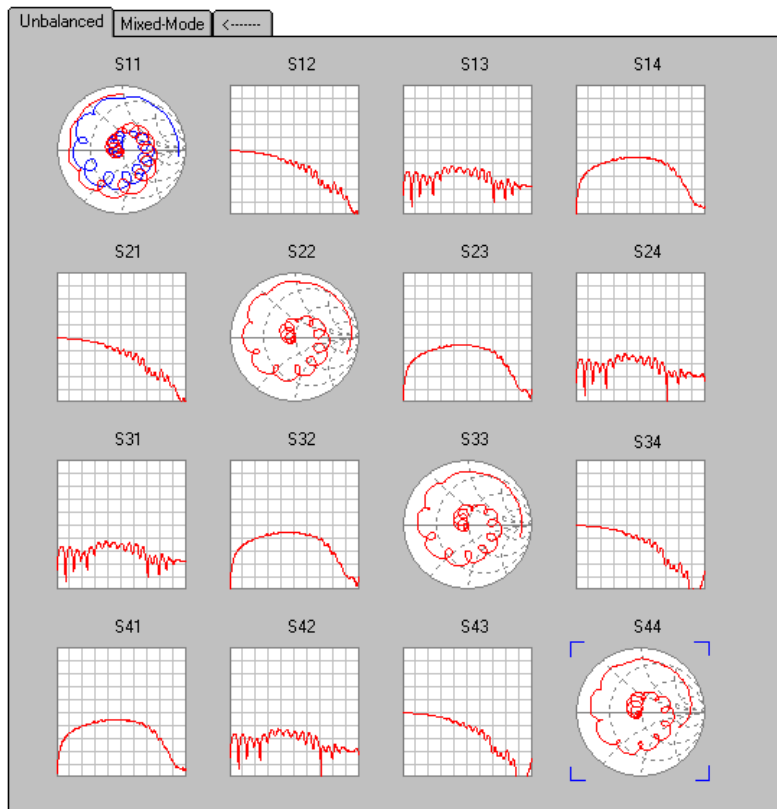 Unbalanced Mixed-Mode <-------
S11 S12 S13 S14
S21 S22 S23 S24
S31 S32 S33 S34
S41 S42 S43 S44